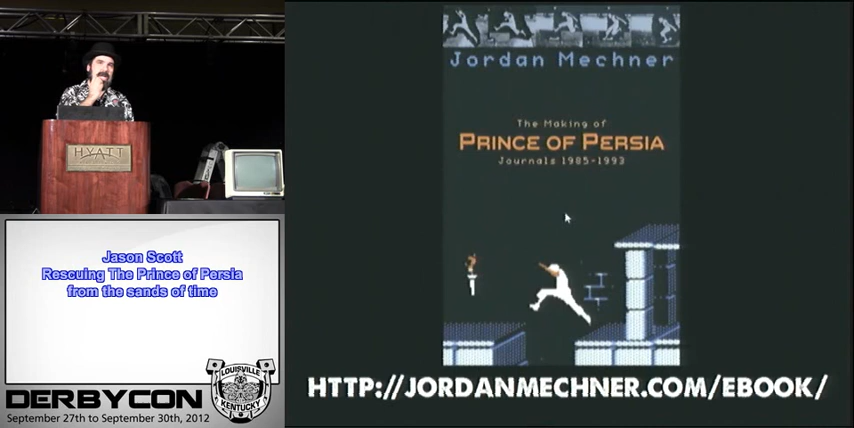 HYATT
Jason Scott
Rescuing The Prince of Persia
from the sands of time
DERBYCON
LOUISVILLE
KENTUCKY
September 27th to September 30th, 2012
Jordan Mechner
The Making of
PRINCE OF PERSIA
Journals 1985-1993
HTTP://JORDANMECHNER.COM/EBOOK/